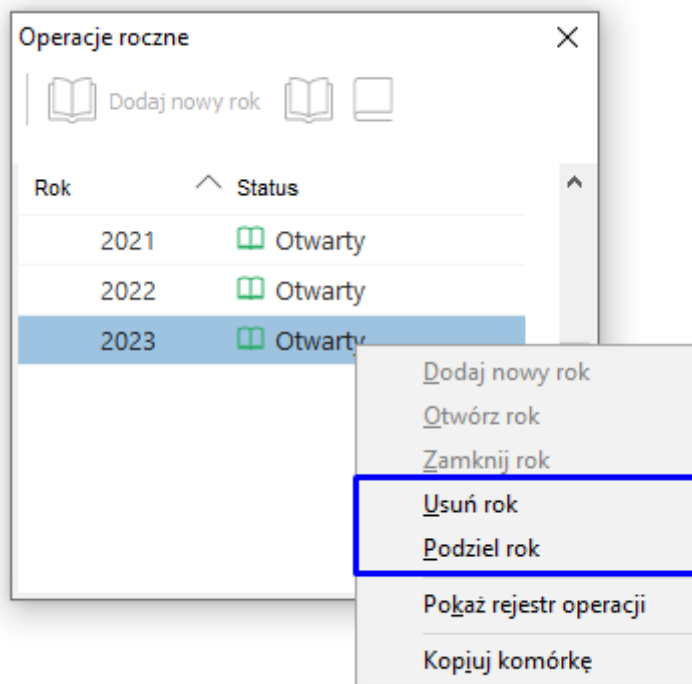 Operacje roczne
Dodaj nowy rok
Rok Status
2021 Otwarty
2022 Otwarty
2023 Otwarty
Dodaj nowy rok
Otwórz rok
Zamknij rok
Usuń rok
Podziel rok
Pokaż rejestr operacji
Kopiuj komórkę